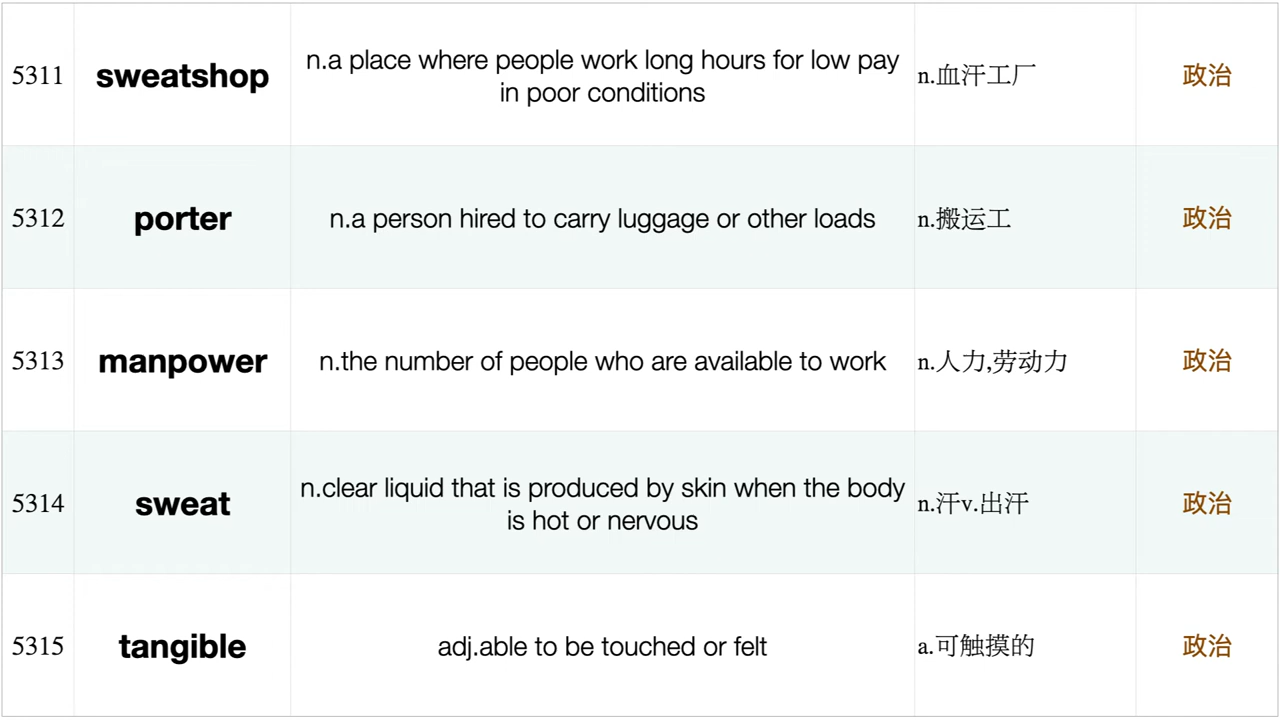 5311 sweatshop n.a place where people work long hours for low pay in poor conditions n.血汗工厂 政治
5312 porter n.a person hired to carry luggage or other loads n.搬运工 政治
5313 manpower n.the number of people who are available to work n.人力,劳动力 政治
5314 sweat n.clear liquid that is produced by skin when the body is hot or nervous n.汗v.出汗 政治
5315 tangible adj.able to be touched or felt a.可触摸的 政治